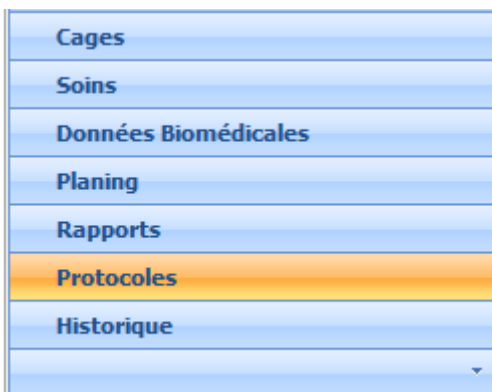 Cages
Soins
Données Biomédicales
Planing
Rapports
Protocoles
Historique